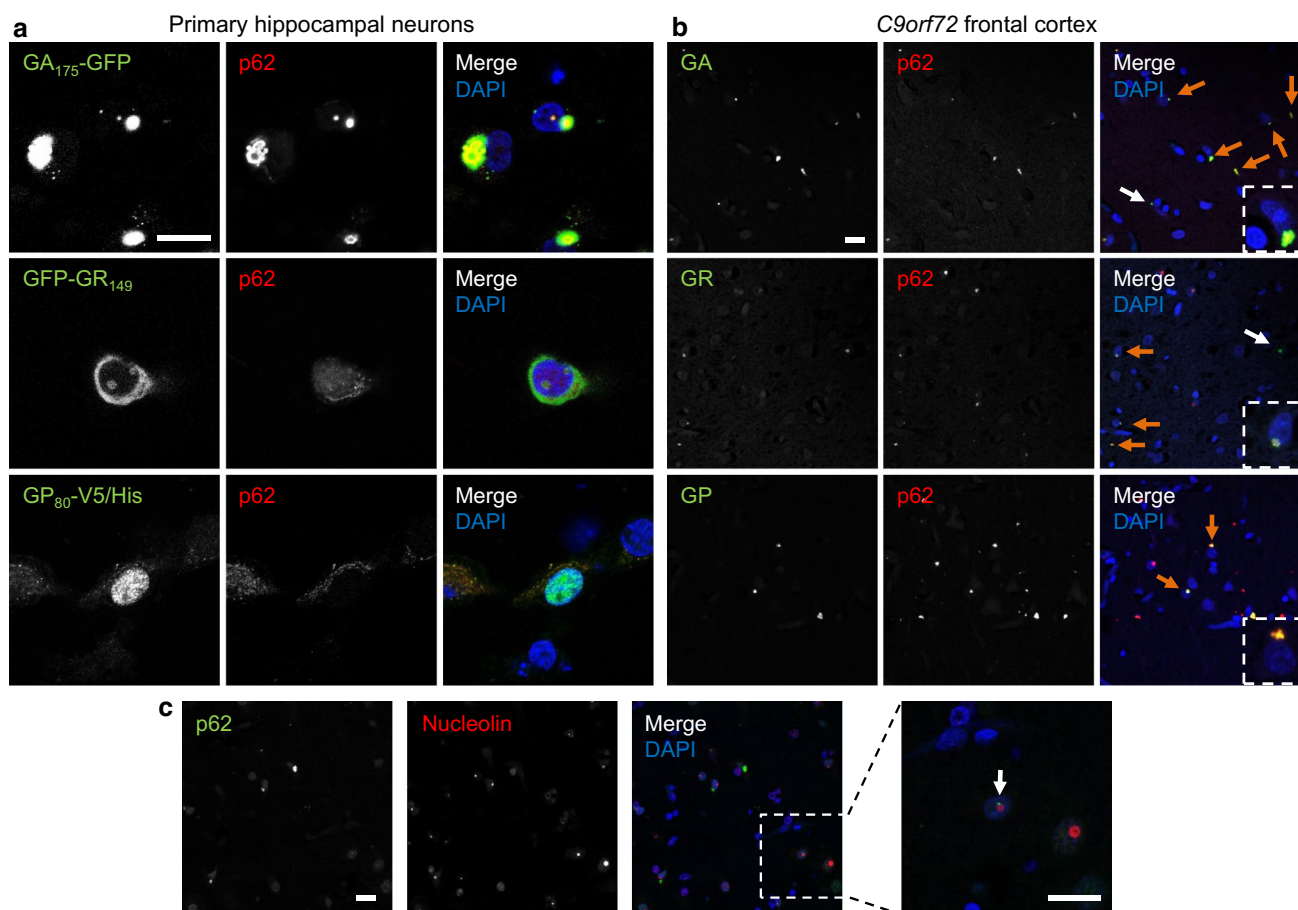 a Primary hippocampal neurons
GA175-GFP p62 Merge
DAPI
GFP-GR149 p62 Merge
DAPI
GP80-V5/His p62 Merge
DAPI
b C9orf72 frontal cortex
GA p62 Merge
DAPI
GR p62 Merge
DAPI
GP p62 Merge
DAPI
c
p62 Nucleolin Merge
DAPI